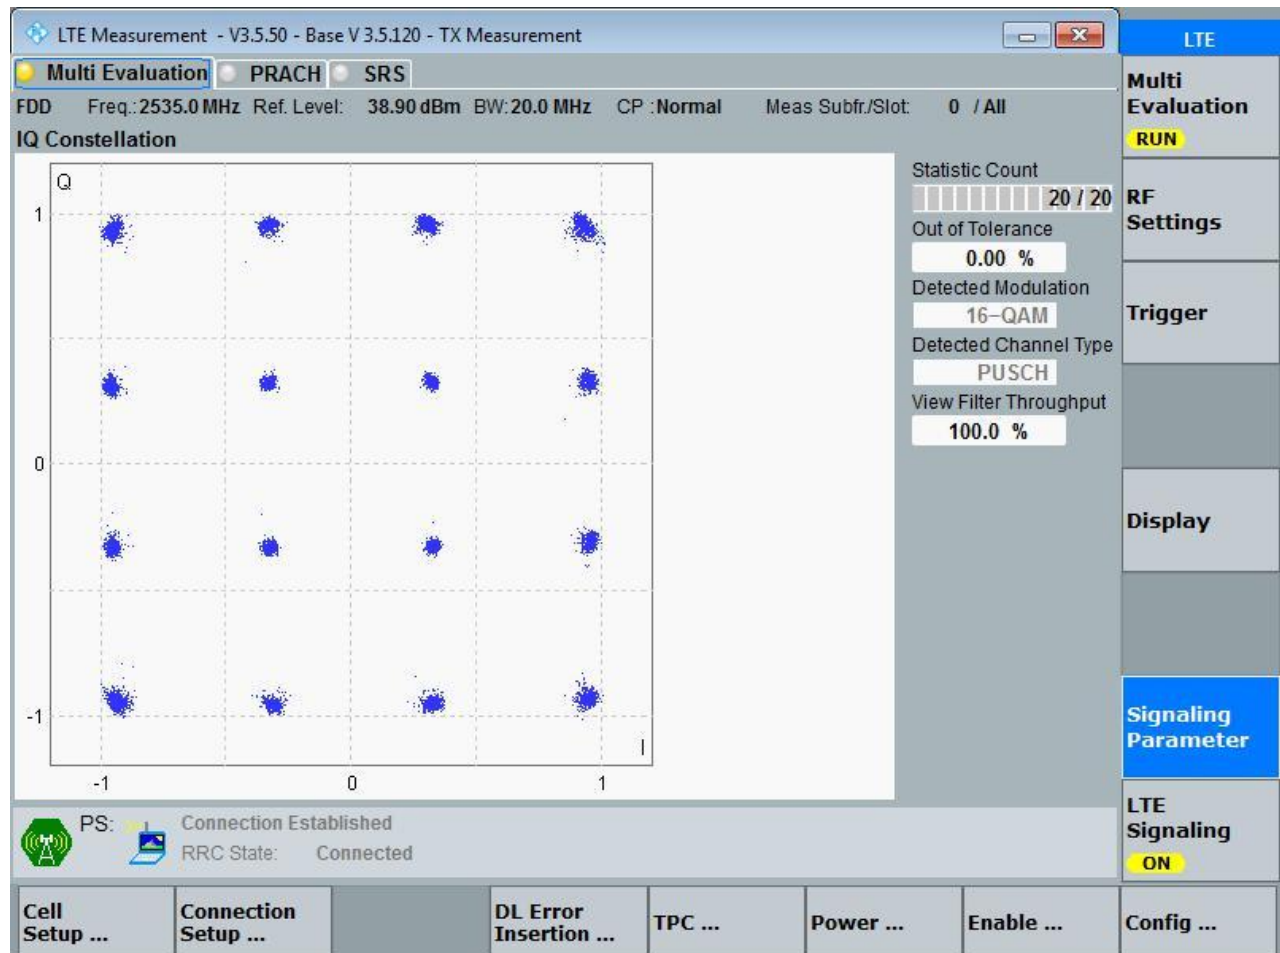 LTE Measurement - V3.5.50 - Base V 3.5.120 - TX Measurement
LTE
Multi Evaluation PRACH SRS
FDD Freq.:2535.0 MHz Ref. Level: 38.90 dBm BW:20.0 MHz CP :Normal Meas Subfr./Slot: 0 / All
IQ Constellation
Q
1
0
-1
I
-1 0 1
Statistic Count
20 / 20
Out of Tolerance
0.00 %
Detected Modulation
16-QAM
Detected Channel Type
PUSCH
View Filter Throughput
100.0 %
Multi
Evaluation
RUN
RF
Settings
Trigger
Display
Signaling
Parameter
LTE
Signaling
ON
PS: Connection Established
RRC State: Connected
Cell
Setup ...
Connection
Setup ...
DL Error
Insertion ...
TPC ...
Power ...
Enable ...
Config ...